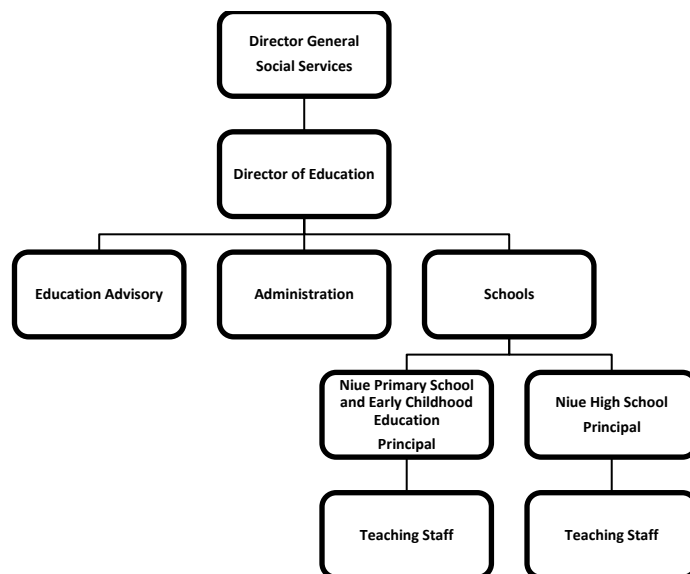 Director General
Social Services
Director of Education
Education Advisory
Administration
Schools
Niue Primary School
and Early Childhood
Education
Principal
Niue High School
Principal
Teaching Staff
Teaching Staff